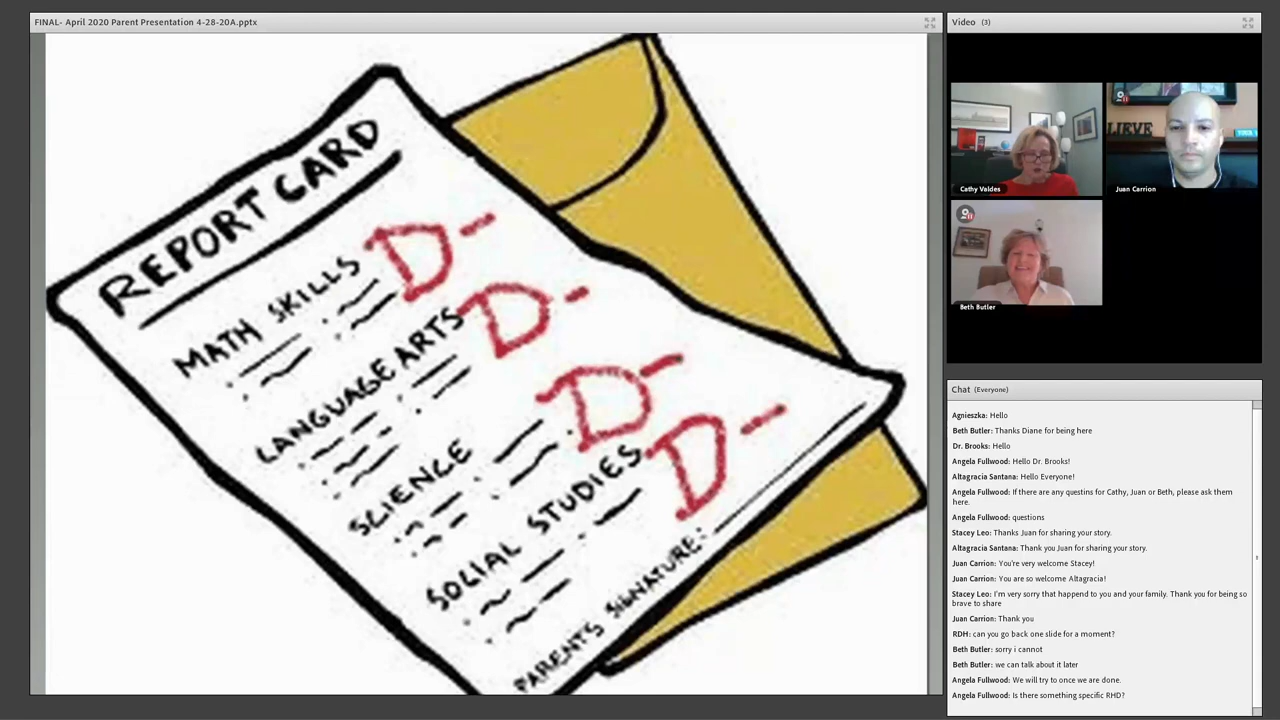 FINAL- April 2020 Parent Presentation 4-28-20A.pptx
REPORT CARD
MATH SKILLS D-
LANGUAGE ARTS D-
SCIENCE D-
SOCIAL STUDIES D-
PARENTS SIGNATURE:
Video (3)
LIEVE
Cathy Valdes
Juan Carrion
Beth Butler
Chat (Everyone)
Agnieszka: Hello
Beth Butler: Thanks Diane for being here
Dr. Brooks: Hello
Angela Fullwood: Hello Dr. Brooks!
Altagracia Santana: Hello Everyone!
Angela Fullwood: If there are any questins for Cathy, Juan or Beth, please ask them
here.
Angela Fullwood: questions
Stacey Leo: Thanks Juan for sharing your story.
Altagracia Santana: Thank you Juan for sharing your story.
Juan Carrion: You're very welcome Stacey!
Juan Carrion: You are so welcome Altagracia!
Stacey Leo: I'm very sorry that happend to you and your family. Thank you for being so
brave to share
Juan Carrion: Thank you
RDH: can you go back one slide for a moment?
Beth Butler: sorry i cannot
Beth Butler: we can talk about it later
Angela Fullwood: We will try to once we are done.
Angela Fullwood: Is there something specific RHD?